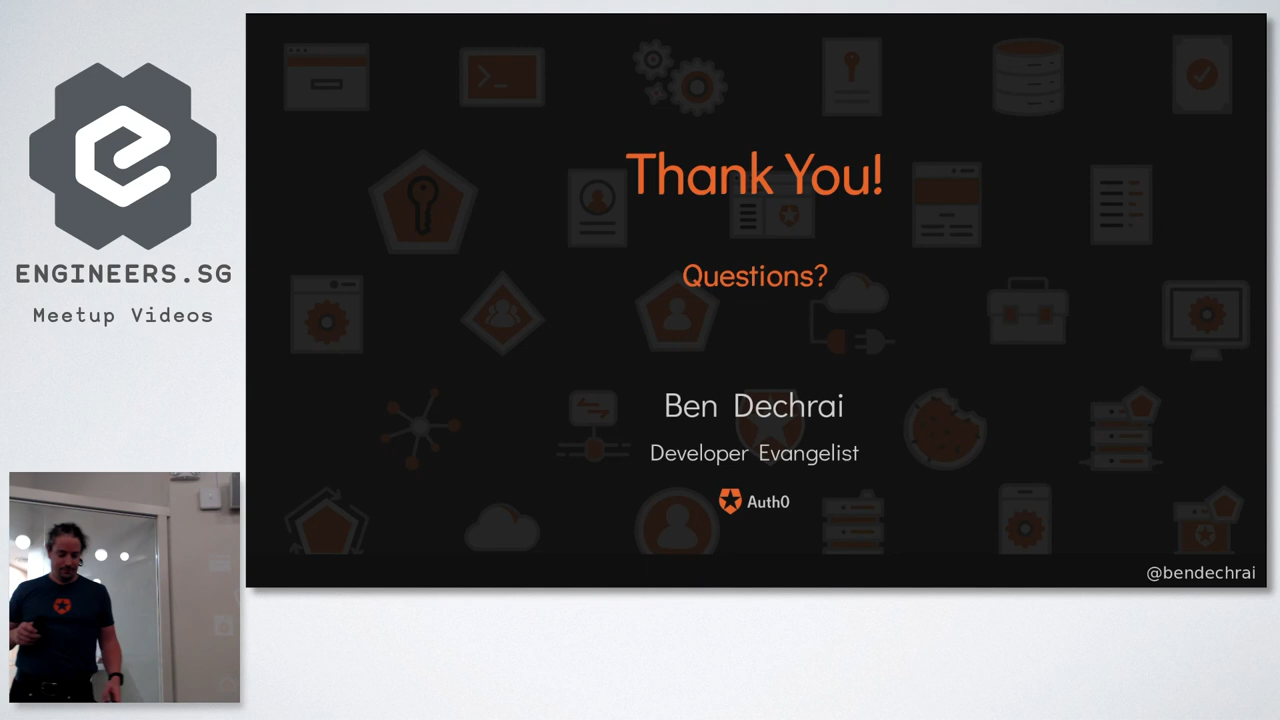 ENGINEERS.SG
Meetup Videos
Thank You!
Questions?
Ben Dechrai
Developer Evangelist
Auth0
@bendechrai